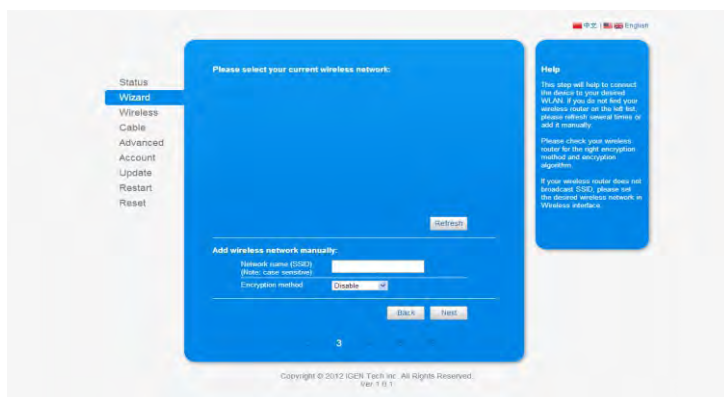 中文 | English
Please select your current wireless network:
Status
Wizard
Wireless
Cable
Advanced
Account
Update
Restart
Reset
Refresh
Add wireless network manually:
Network name (SSID)
(Note: case sensitive)
Encryption method
Disable
Back
Next
3
Help
This step will help to connect
the device to your desired
WLAN. If you do not find your
wireless router on the left list,
please refresh several times or
add it manually.
Please check your wireless
router for the right encryption
method and encryption
algorithm.
If your wireless router does not
broadcast SSID, please set
the desired wireless network in
Wireless interface.
Copyright © 2012 IGEN Tech Inc. All Rights Reserved.
Ver 1.0.1